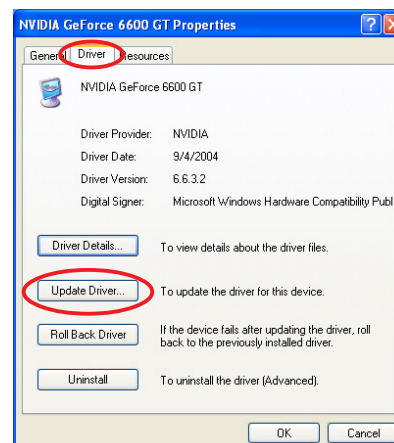 NVIDIA GeForce 6600 GT Properties
General Driver Resources
NVIDIA GeForce 6600 GT
Driver Provider: NVIDIA
Driver Date: 9/4/2004
Driver Version: 6.6.3.2
Digital Signer: Microsoft Windows Hardware Compatibility Publ
Driver Details... To view details about the driver files.
Update Driver... To update the driver for this device.
Roll Back Driver If the device fails after updating the driver, roll
back to the previously installed driver.
Uninstall To uninstall the driver (Advanced).
OK Cancel